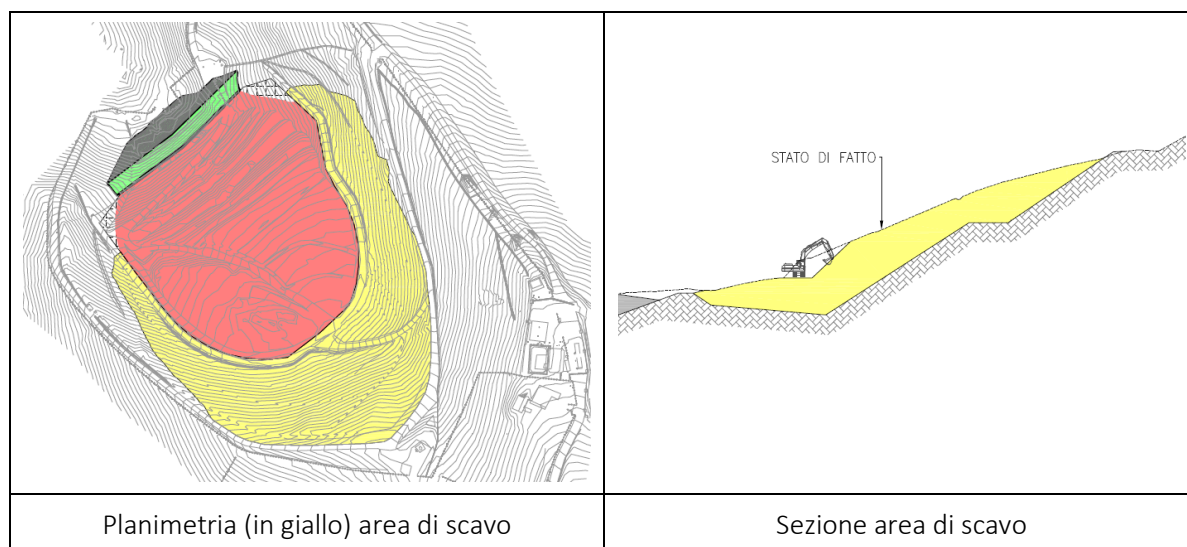 STATO DI FATTO
Planimetria (in giallo) area di scavo
Sezione area di scavo